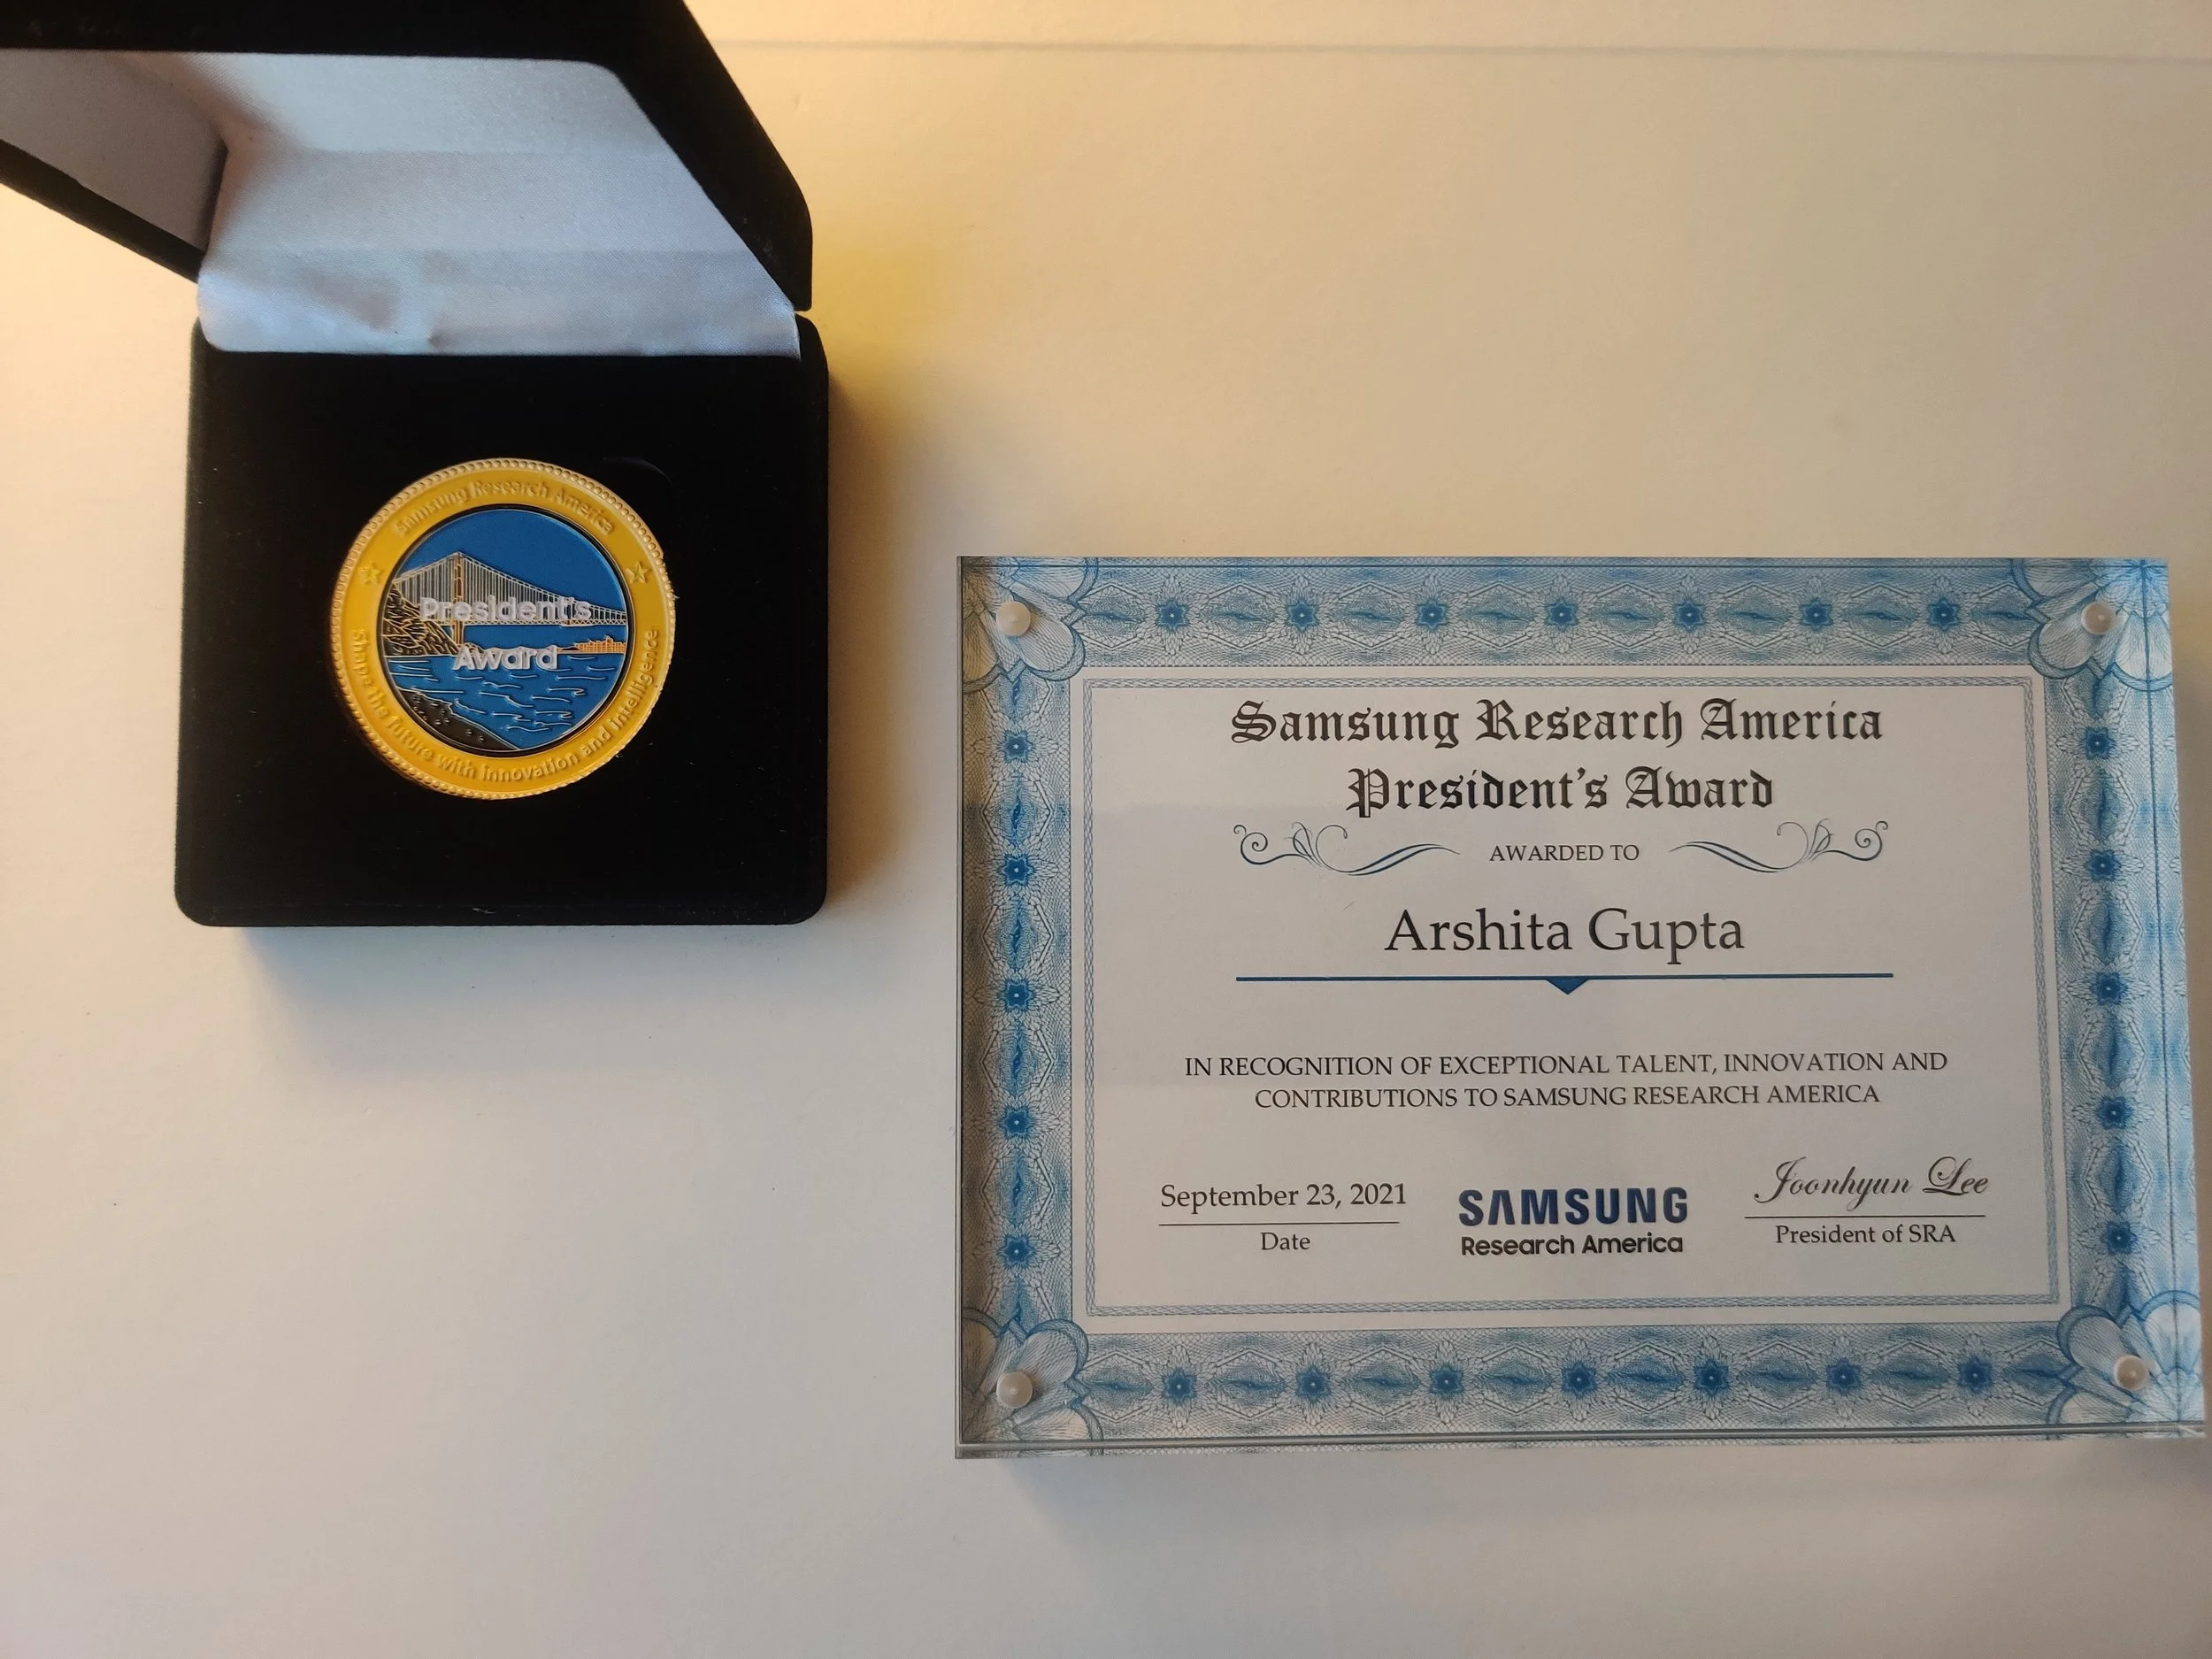 Samsung Research America
President's
Award
Shape the future with innovation and intelligence
Samsung Research America
President's Award
AWARDED TO
Arshita Gupta
IN RECOGNITION OF EXCEPTIONAL TALENT, INNOVATION AND
CONTRIBUTIONS TO SAMSUNG RESEARCH AMERICA
September 23, 2021
Date
SAMSUNG
Research America
Joonhyun Lee
President of SRA